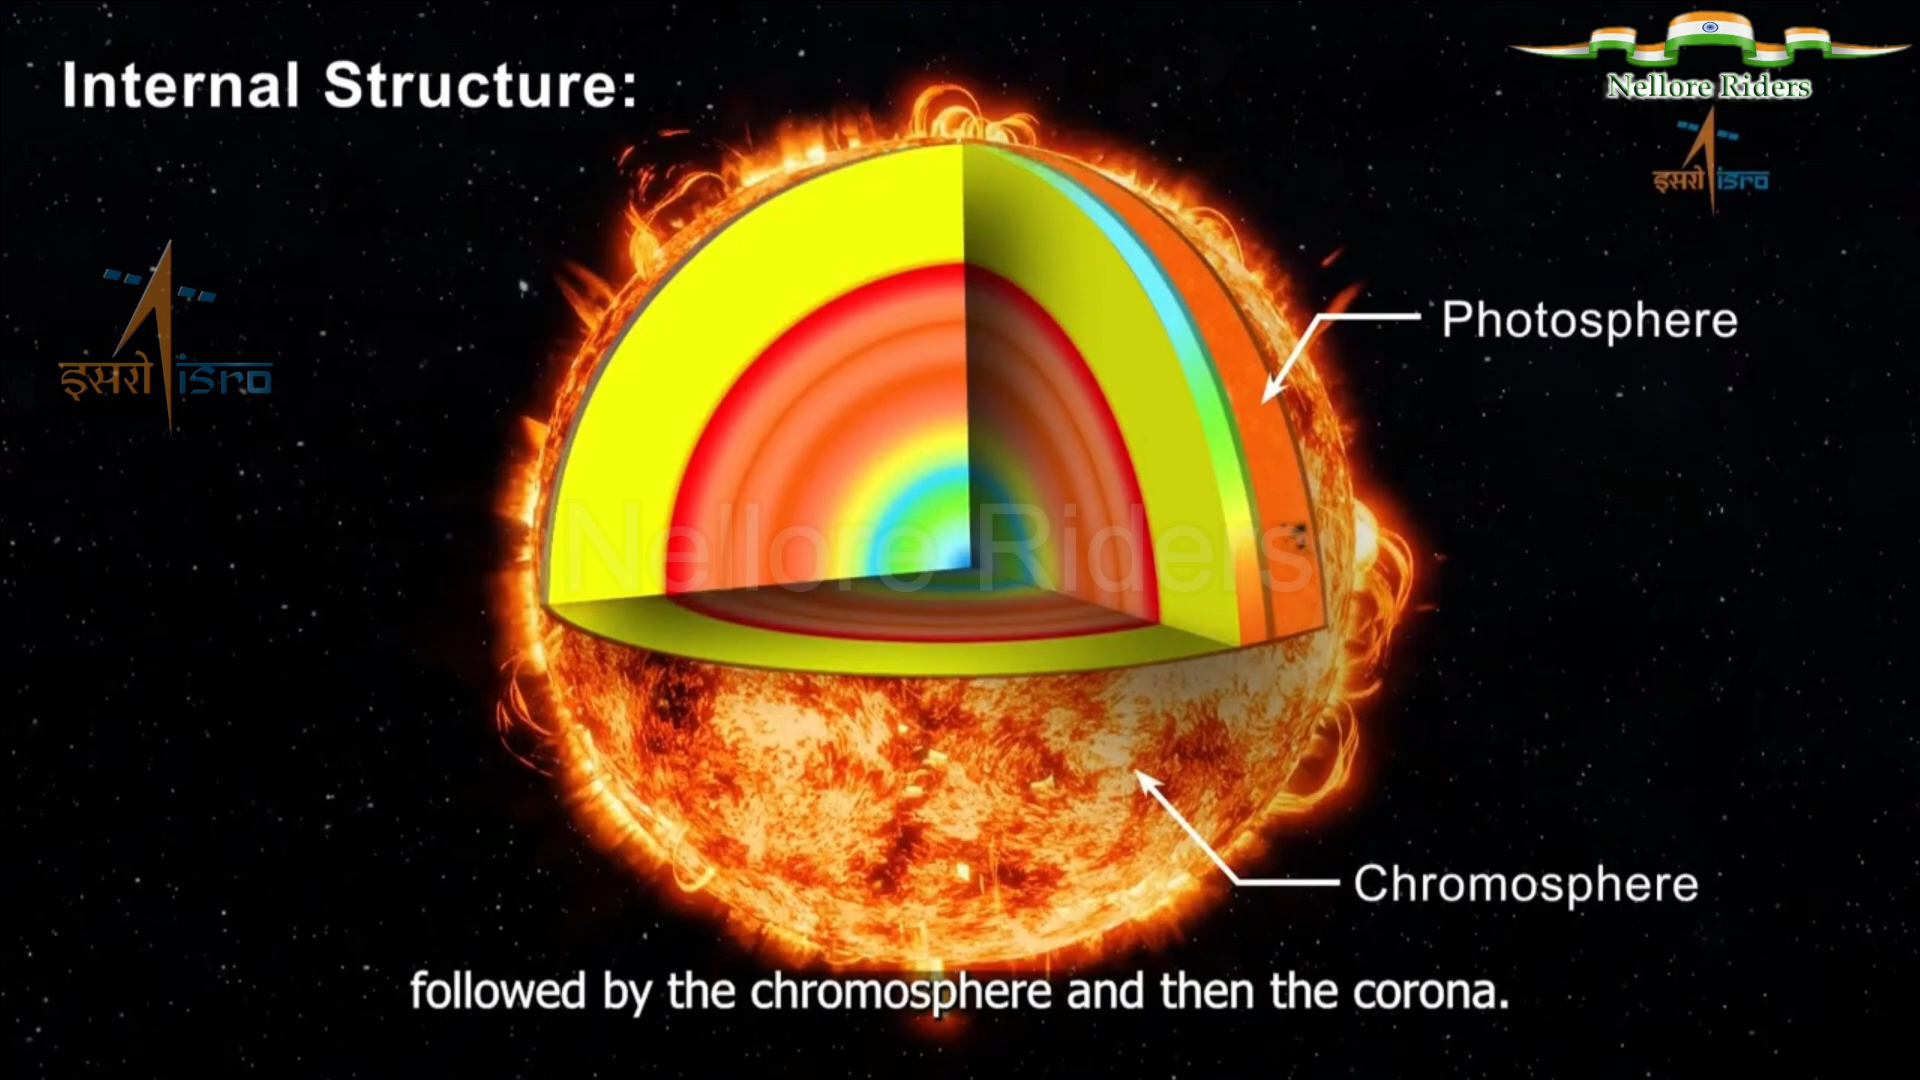 Internal Structure:
Nellore Riders
इसरो isro
Photosphere
इसरो isro
Nellore Riders
Chromosphere
followed by the chromosphere and then the corona.